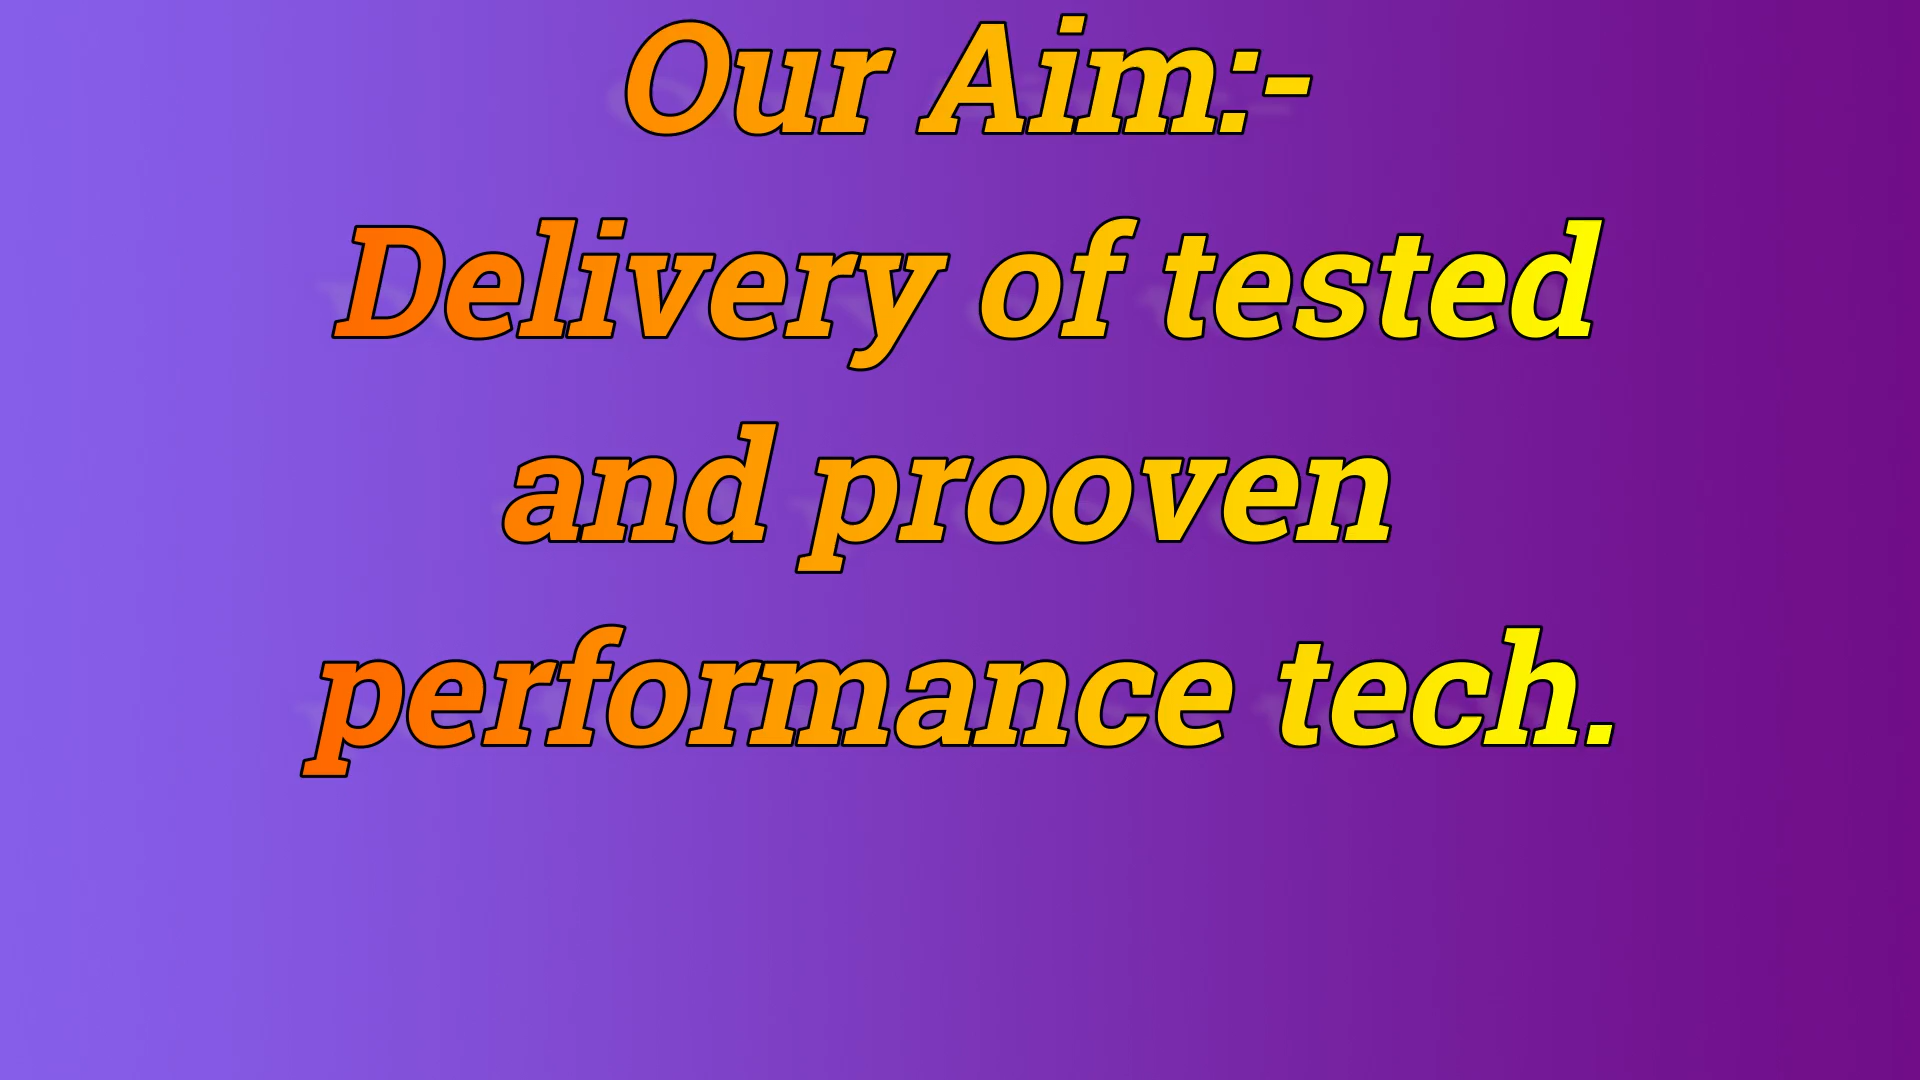 Our Aim:-
Delivery of tested
and prooven
performance tech.